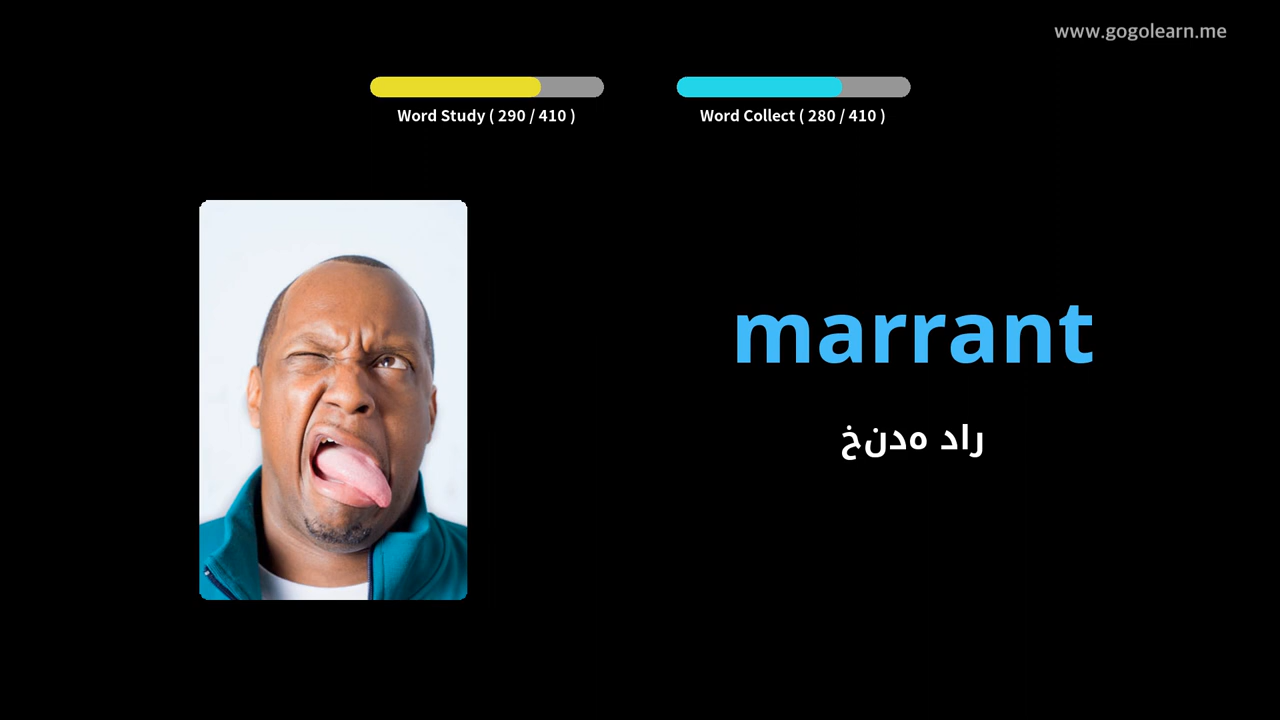 www.gogolearn.me
Word Study ( 290 / 410 )
Word Collect ( 280 / 410 )
marrant
خنده دار